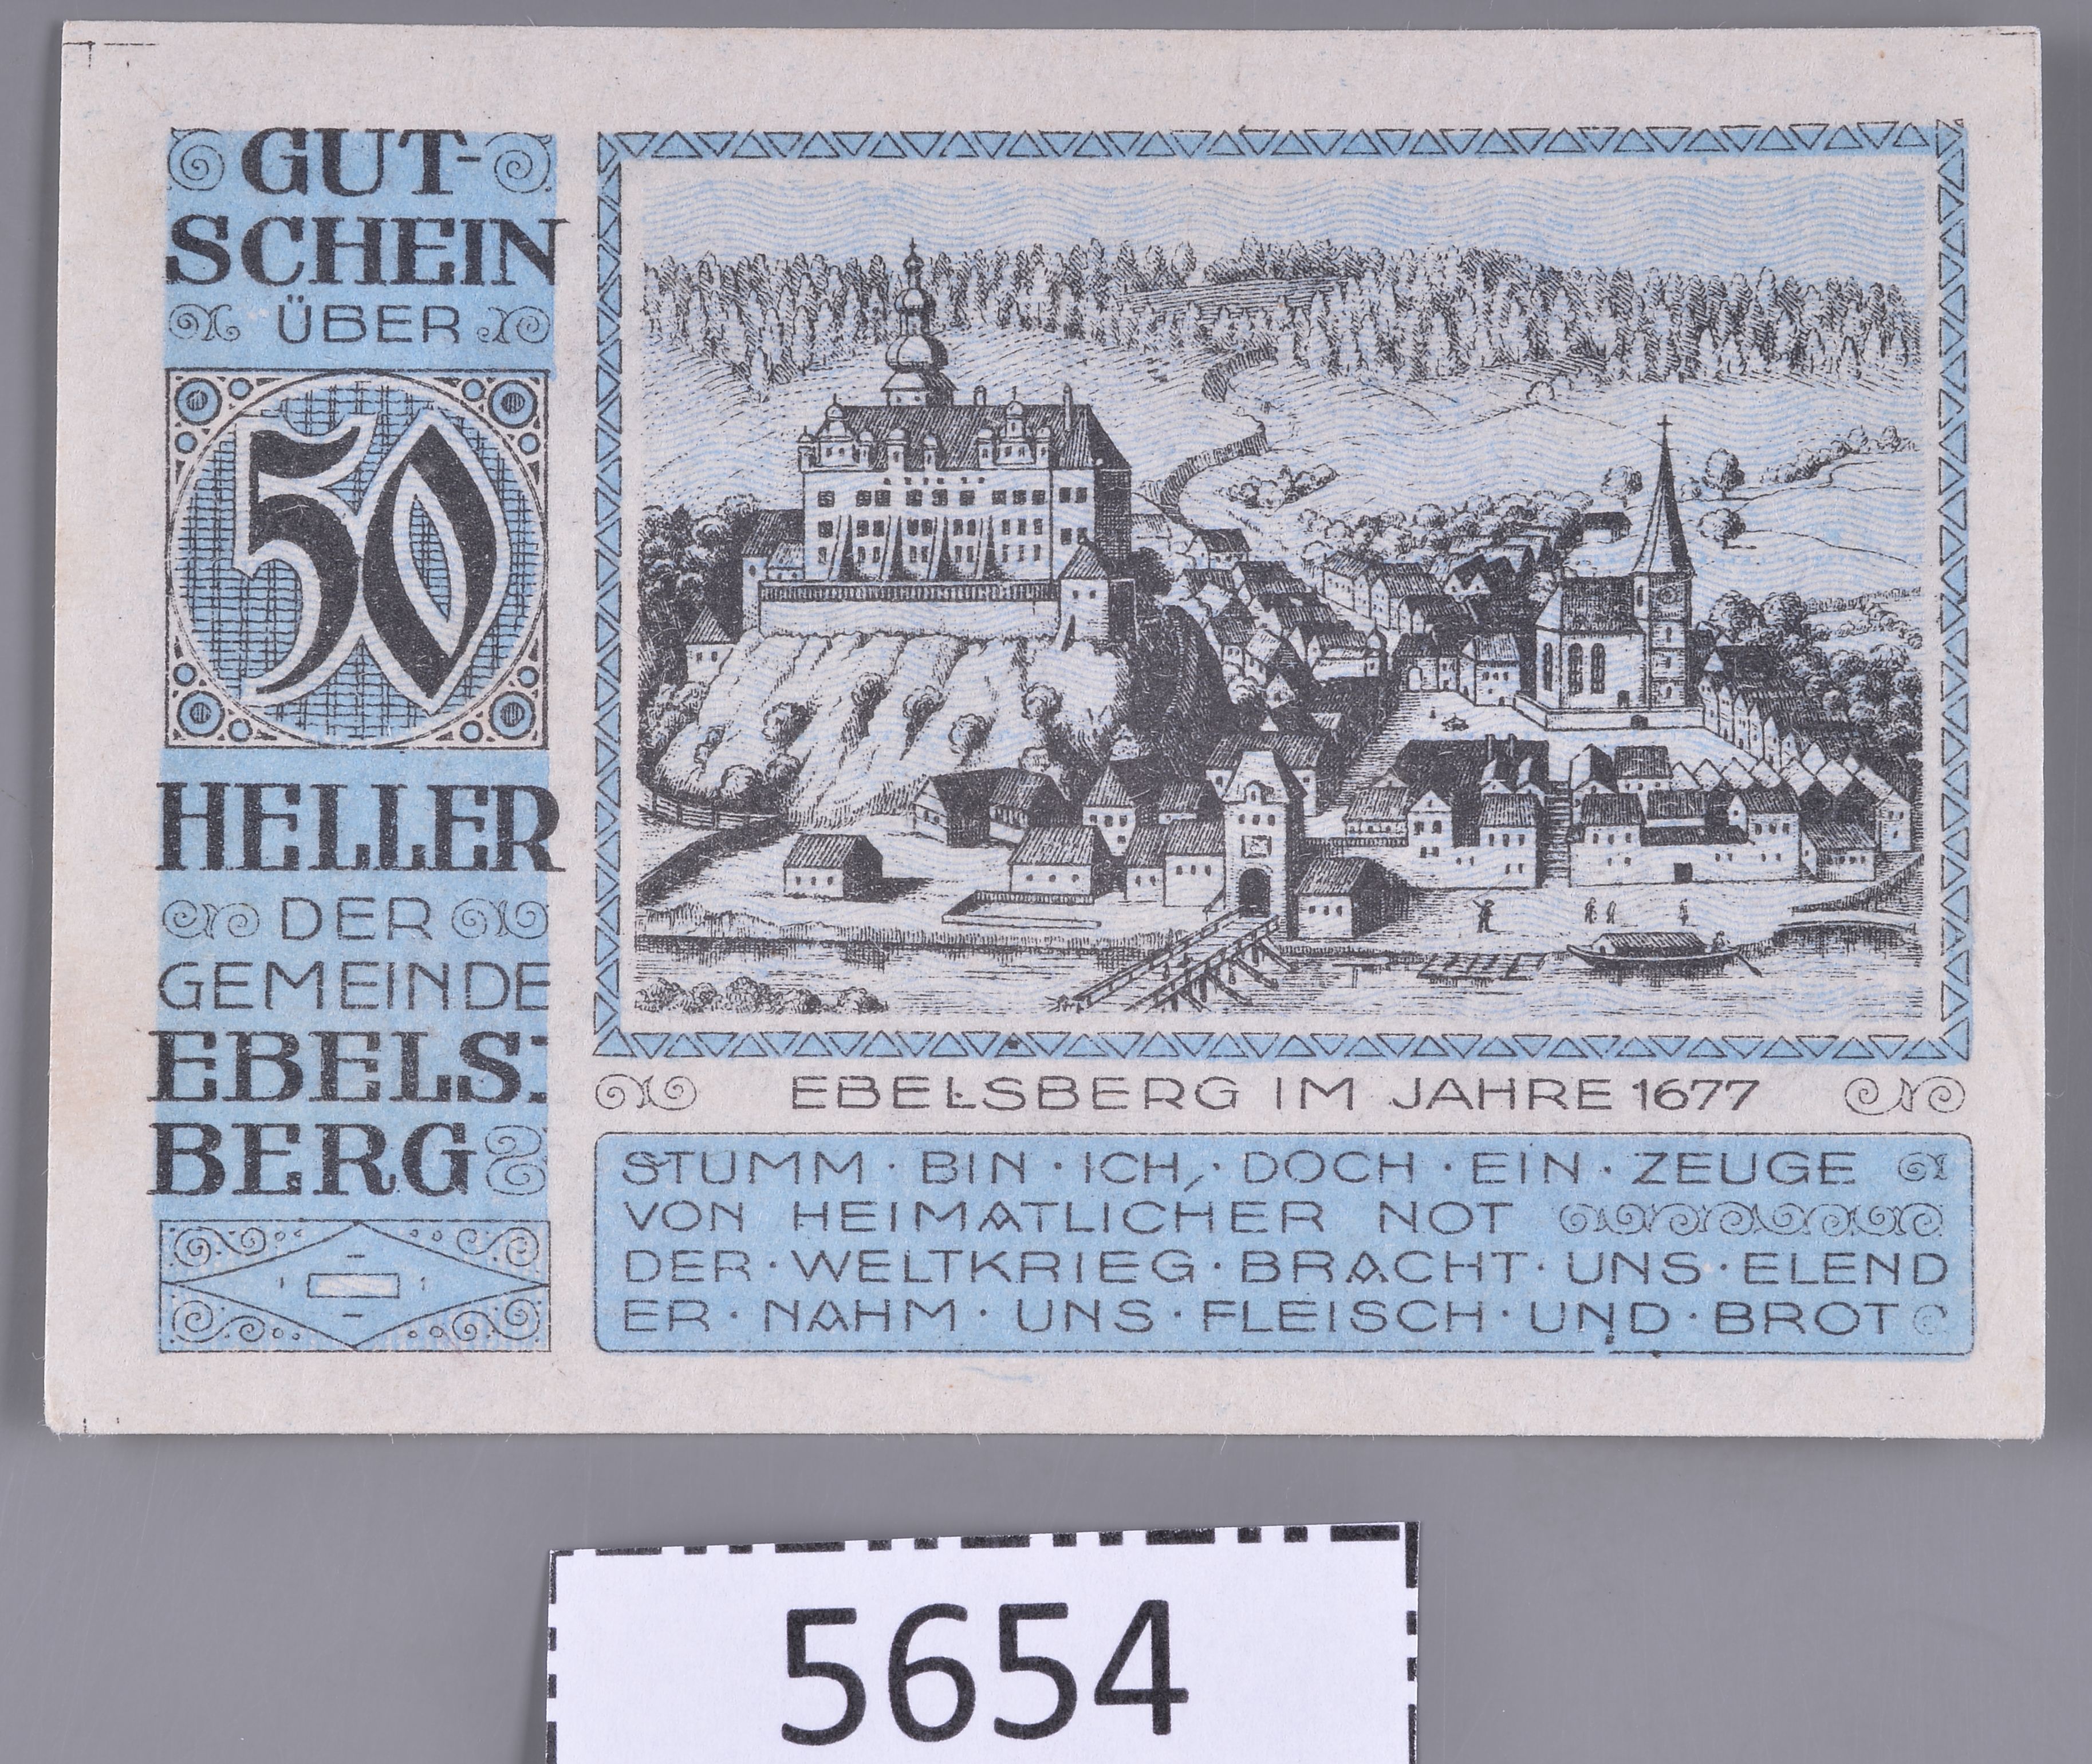 GUT-
SCHEIN
ÜBER
50
HELLER
DER
GEMEINDE
EBELS-
BERG
EBELSBERG IM JAHRE 1677
STUMM · BIN · ICH, · DOCH · EIN · ZEUGE
VON HEIMATLICHER NOT
DER · WELTKRIEG · BRACHT · UNS · ELEND
ER · NAHM · UNS · FLEISCH · UND · BROT
5654